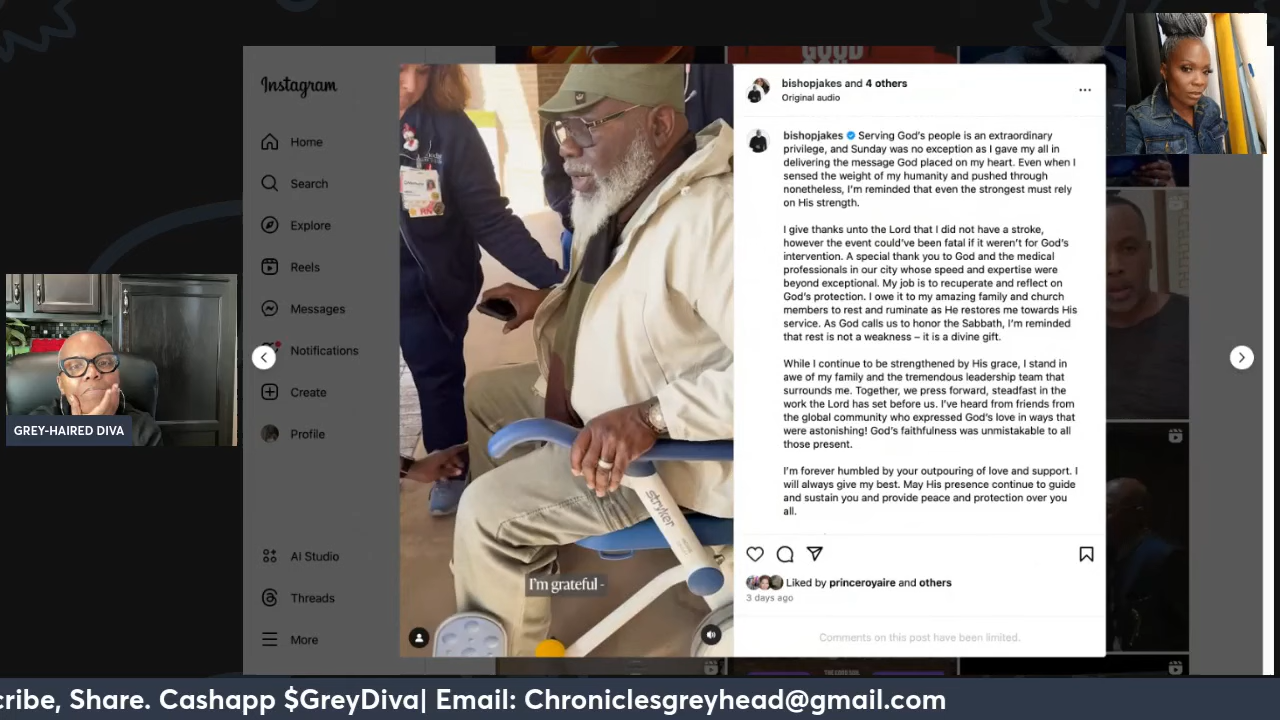 Instagram
Home
Search
Explore
Reels
Messages
Notifications
Create
Profile
AI Studio
Threads
More
GREY-HAIRED DIVA
GOOD
RN
stryker
I'm grateful -
bishopjakes and 4 others
Original audio
bishopjakes Serving God's people is an extraordinary
privilege, and Sunday was no exception as I gave my all in
delivering the message God placed on my heart. Even when I
sensed the weight of my humanity and pushed through
nonetheless, I'm reminded that even the strongest must rely
on His strength.
I give thanks unto the Lord that I did not have a stroke,
however the event could've been fatal if it weren't for God's
intervention. A special thank you to God and the medical
professionals in our city whose speed and expertise were
beyond exceptional. My job is to recuperate and reflect on
God's protection. I owe it to my amazing family and church
members to rest and ruminate as He restores me towards His
service. As God calls us to honor the Sabbath, I'm reminded
that rest is not a weakness – it is a divine gift.
While I continue to be strengthened by His grace, I stand in
awe of my family and the tremendous leadership team that
surrounds me. Together, we press forward, steadfast in the
work the Lord has set before us. I've heard from friends from
the global community who expressed God's love in ways that
were astonishing! God's faithfulness was unmistakable to all
those present.
I'm forever humbled by your outpouring of love and support. I
will always give my best. May His presence continue to guide
and sustain you and provide peace and protection over you
all.
Liked by princeroyaire and others
3 days ago
Comments on this post have been limited.
cribe, Share. Cashapp $GreyDiva| Email: Chroniclesgreyhead@gmail.com